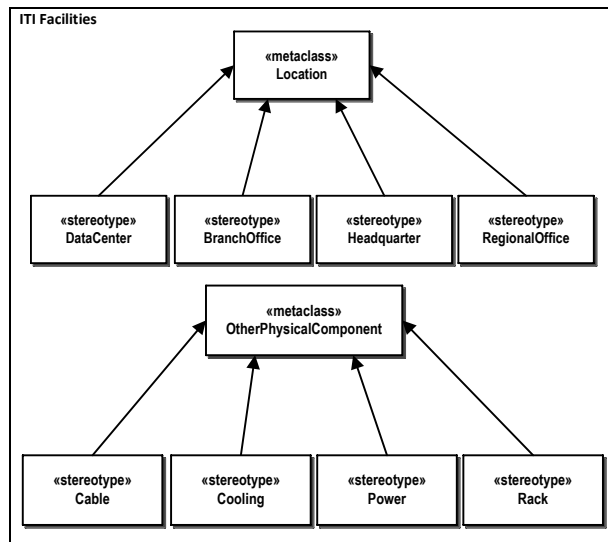 ITI Facilities
«metaclass»
Location
«stereotype»
DataCenter
«stereotype»
BranchOffice
«stereotype»
Headquarter
«stereotype»
RegionalOffice
«metaclass»
OtherPhysicalComponent
«stereotype»
Cable
«stereotype»
Cooling
«stereotype»
Power
«stereotype»
Rack